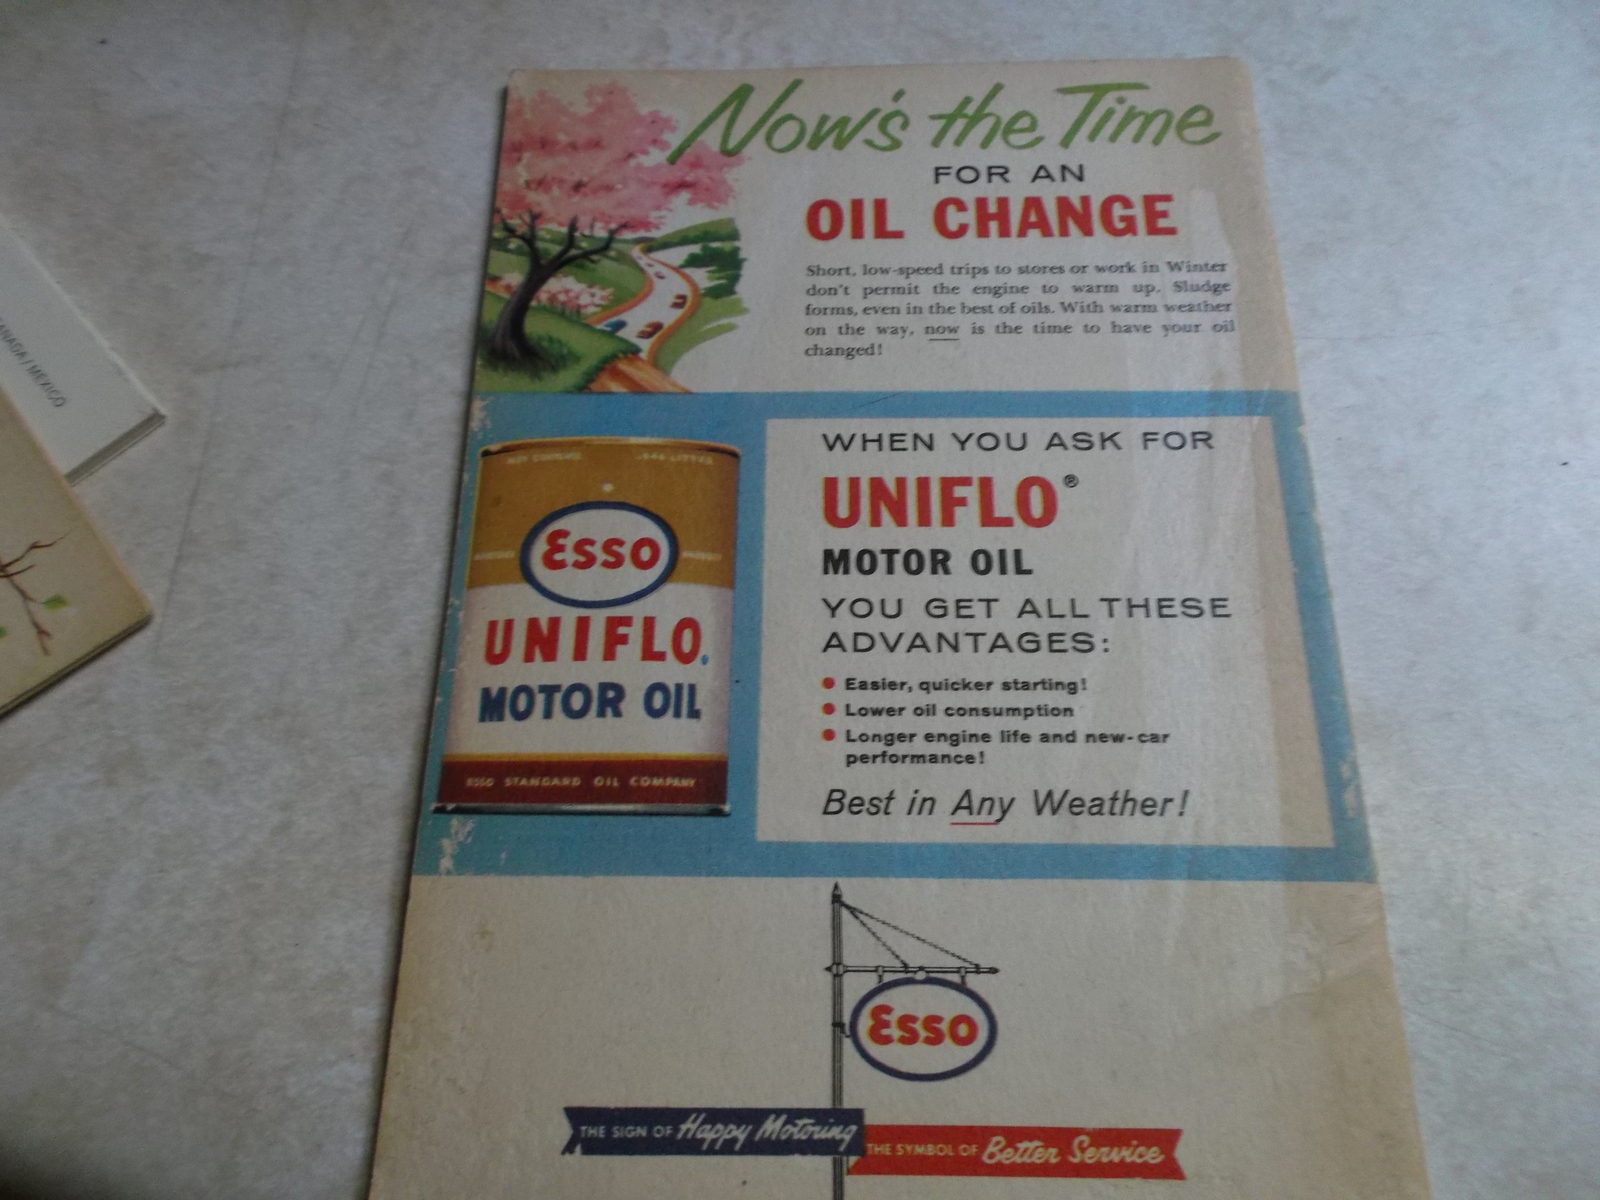 Now's the Time
FOR AN
OIL CHANGE
Short, low-speed trips to stores or work in Winter
don't permit the engine to warm up. Sludge
forms, even in the best of oils. With warm weather
on the way, now is the time to have your oil
changed!
WHEN YOU ASK FOR
UNIFLO®
MOTOR OIL
YOU GET ALL THESE
ADVANTAGES:
Easier, quicker starting!
Lower oil consumption
Longer engine life and new-car
performance!
Best in Any Weather!
Esso
UNIFLO.
MOTOR OIL
ESSO STANDARD OIL COMPANY
Esso
THE SIGN OF Happy Motoring
THE SYMBOL OF Better Service
/ MEXICO